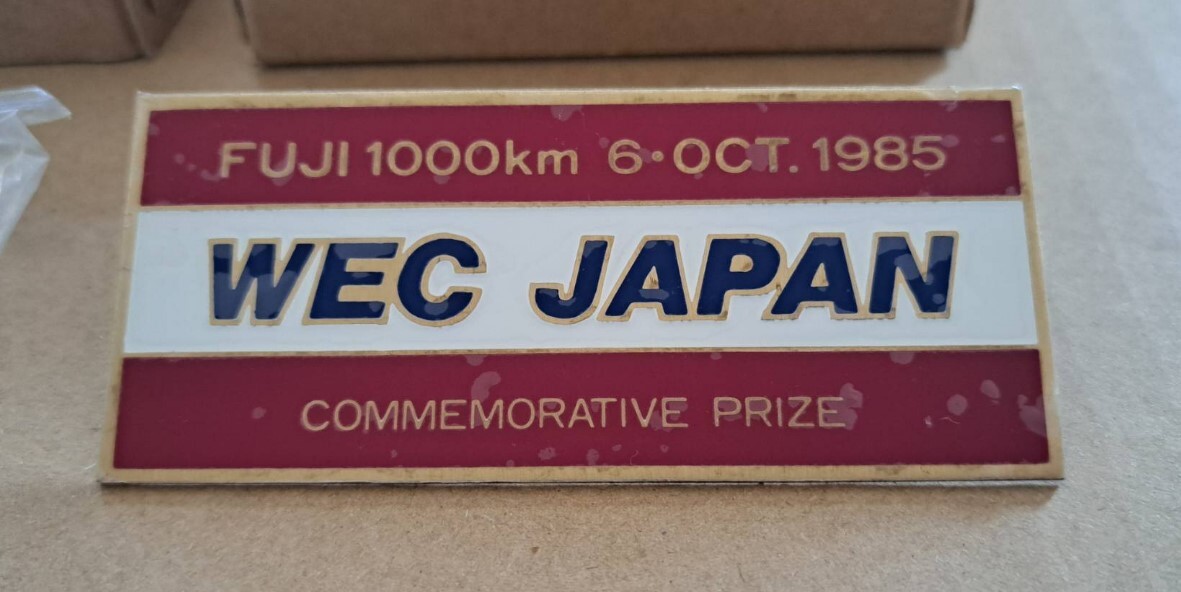 FUJI 1000km 6·OCT. 1985
WEC JAPAN
COMMEMORATIVE PRIZE